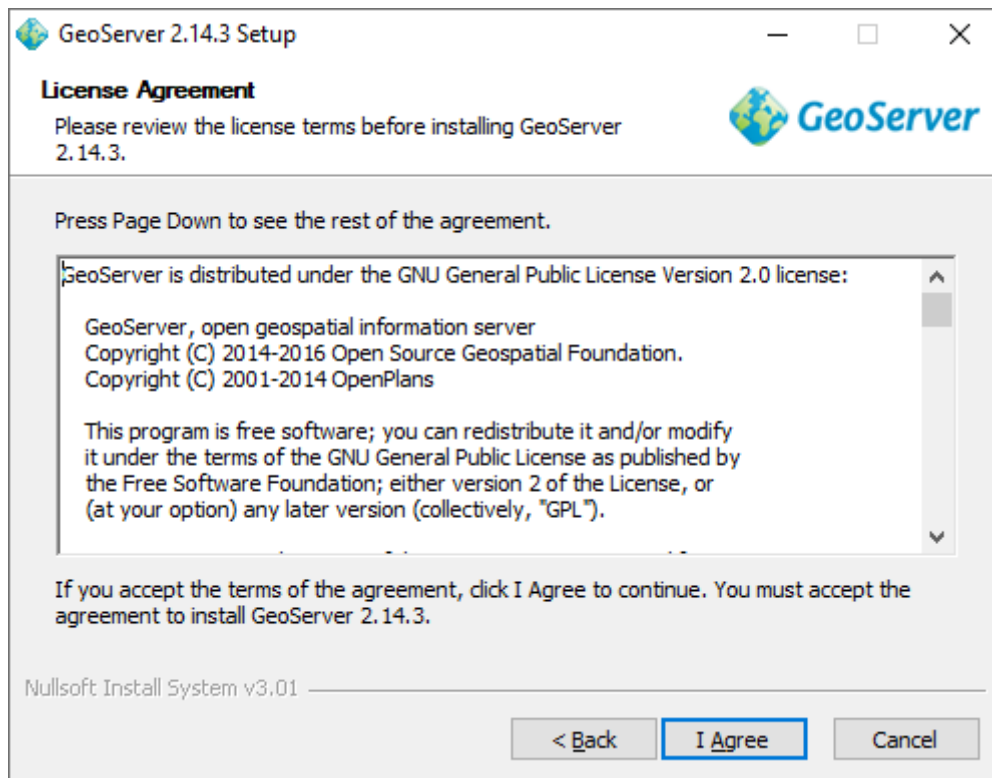 GeoServer 2.14.3 Setup
License Agreement
Please review the license terms before installing GeoServer
2.14.3.
GeoServer
Press Page Down to see the rest of the agreement.
GeoServer is distributed under the GNU General Public License Version 2.0 license:
GeoServer, open geospatial information server
Copyright (C) 2014-2016 Open Source Geospatial Foundation.
Copyright (C) 2001-2014 OpenPlans
This program is free software; you can redistribute it and/or modify
it under the terms of the GNU General Public License as published by
the Free Software Foundation; either version 2 of the License, or
(at your option) any later version (collectively, "GPL").
If you accept the terms of the agreement, click I Agree to continue. You must accept the
agreement to install GeoServer 2.14.3.
Nullsoft Install System v3.01
< Back
I Agree
Cancel